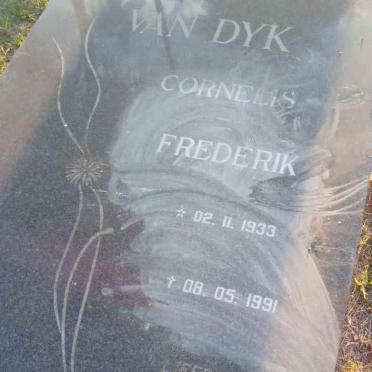 VAN DYK
CORNELIS
FREDERIK
☆ 02. 11. 1933
✝ 08. 05. 1991